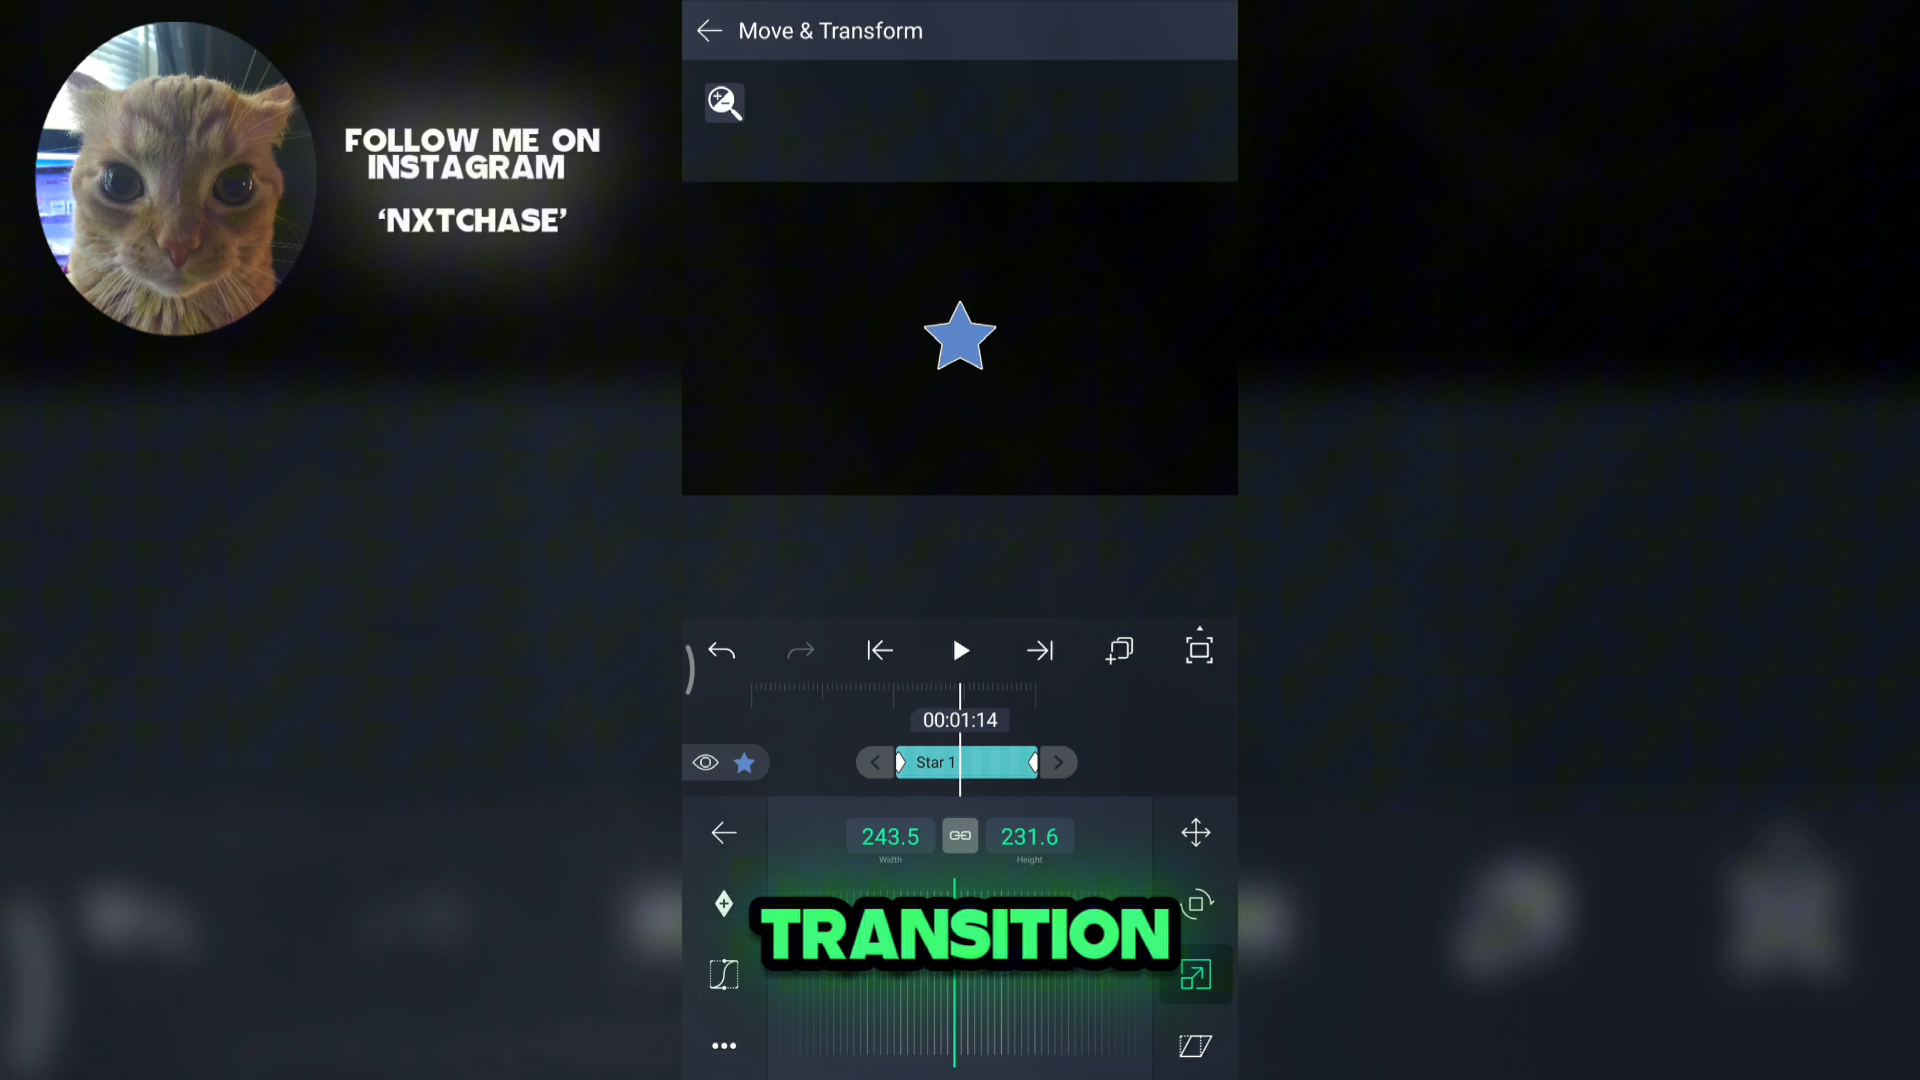 Move & Transform
FOLLOW ME ON
INSTAGRAM
‘NXTCHASE’
00:01:14
Star 1
243.5
231.6
Width
Height
TRANSITION